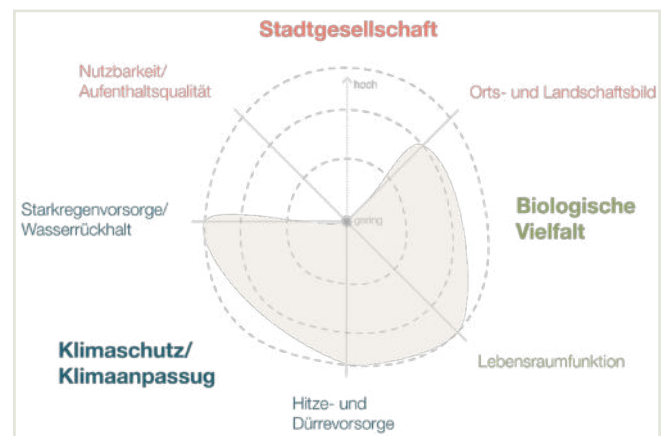 Stadtgesellschaft
Nutzbarkeit/
Aufenthaltsqualität
hoch
Orts- und Landschaftsbild
Starkregenvorsorge/
Wasserrückhalt
gering
Biologische
Vielfalt
Klimaschutz/
Klimaanpassug
Lebensraumfunktion
Hitze- und
Dürrevorsorge